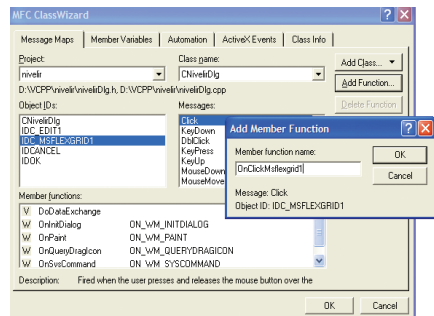 MFC ClassWizard
Message Maps Member Variables Automation ActiveX Events Class Info
Project: Class name:
nivelir CNivelirDlg
Add Class...
Add Function...
D:\VCPP\nivelir\nivelirDlg.h, D:\VCPP\nivelir\nivelirDlg.cpp
Delete Function
Object IDs: Messages:
CNivelirDlg
IDC_EDIT1
IDC_MSFLEXGRID1
IDCANCEL
IDOK
Click
KeyDown
DblClick
KeyPress
KeyUp
MouseDown
MouseMove
Add Member Function
Member function name:
OnClickMsflexgrid1
OK
Cancel
Message: Click
Object ID: IDC_MSFLEXGRID1
Member functions:
V DoDataExchange
W OnInitDialog ON_WM_INITDIALOG
W OnPaint ON_WM_PAINT
W OnQueryDragIcon ON_WM_QUERYDRAGICON
W OnSysCommand ON_WM_SYSCOMMAND
Description: Fired when the user presses and releases the mouse button over the
OK Cancel